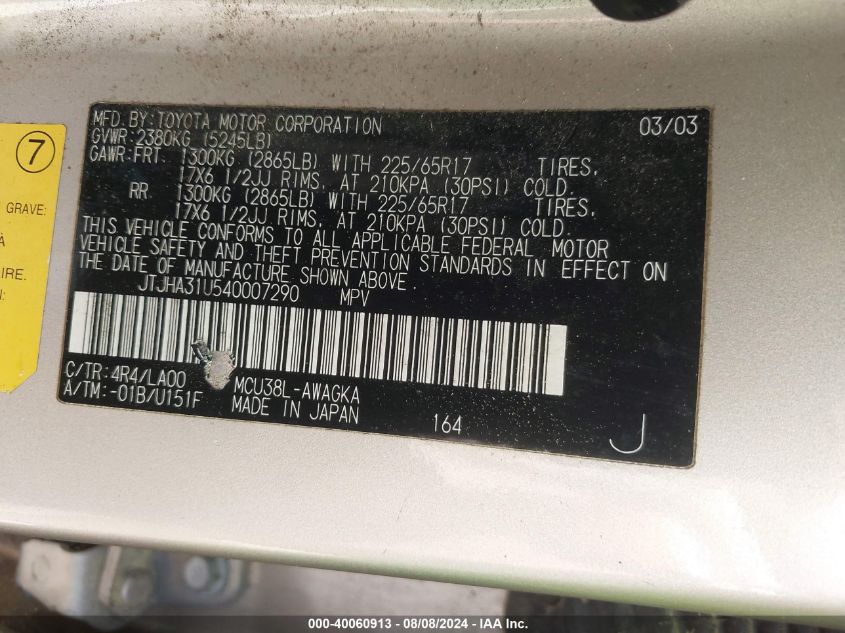 7
GRAVE:
À
AIRE.
N:
MFD. BY: TOYOTA MOTOR CORPORATION 03/03
GVWR: 2380KG (5245LB)
GAWR: FRT. 1300KG (2865LB) WITH 225/65R17 TIRES,
17X6 1/2JJ RIMS, AT 210KPA (30PSI) COLD.
RR 1300KG (2865LB) WITH 225/65R17 TIRES,
17X6 1/2JJ RIMS, AT 210KPA (30PSI) COLD.
THIS VEHICLE CONFORMS TO ALL APPLICABLE FEDERAL MOTOR
VEHICLE SAFETY AND THEFT PREVENTION STANDARDS IN EFFECT ON
THE DATE OF MANUFACTURE SHOWN ABOVE.
JTJHA31U540007290 MPV
C/TR: 4R4/LA00 MCU38L-AWAGKA
A/TM: -01B/U151F MADE IN JAPAN 164 J
000-40060913 - 08/08/2024 - IAA Inc.